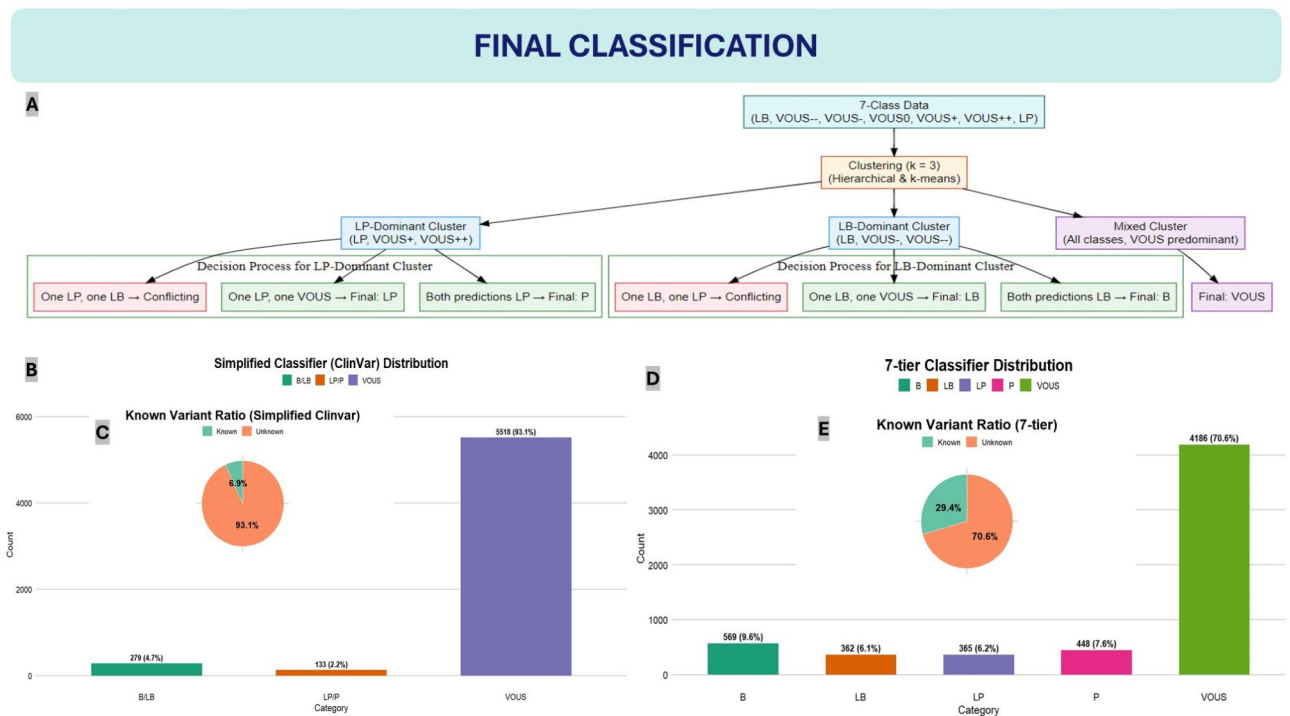 FINAL CLASSIFICATION
A
7-Class Data
(LB, VOUS--, VOUS-, VOUS0, VOUS+, VOUS++, LP)
Clustering (k = 3)
(Hierarchical & k-means)
LP-Dominant Cluster
(LP, VOUS+, VOUS++)
LB-Dominant Cluster
(LB, VOUS-, VOUS--)
Mixed Cluster
(All classes, VOUS predominant)
Decision Process for LP-Dominant Cluster
Decision Process for LB-Dominant Cluster
One LP, one LB → Conflicting
One LP, one VOUS → Final: LP
Both predictions LP → Final: P
One LB, one LP → Conflicting
One LB, one VOUS → Final: LB
Both predictions LB → Final: B
Final: VOUS
B
Simplified Classifier (ClinVar) Distribution
B/LB LP/P VOUS
C
Known Variant Ratio (Simplified Clinvar)
Known Unknown
6.9%
93.1%
6000
4000
2000
0
Count
5518 (93.1%)
279 (4.7%)
133 (2.2%)
B/LB
LP/P
VOUS
Category
D
7-tier Classifier Distribution
B LB LP P VOUS
E
Known Variant Ratio (7-tier)
Known Unknown
29.4%
70.6%
4000
3000
2000
1000
0
Count
4186 (70.6%)
569 (9.6%)
362 (6.1%)
365 (6.2%)
448 (7.6%)
B
LB
LP
P
VOUS
Category